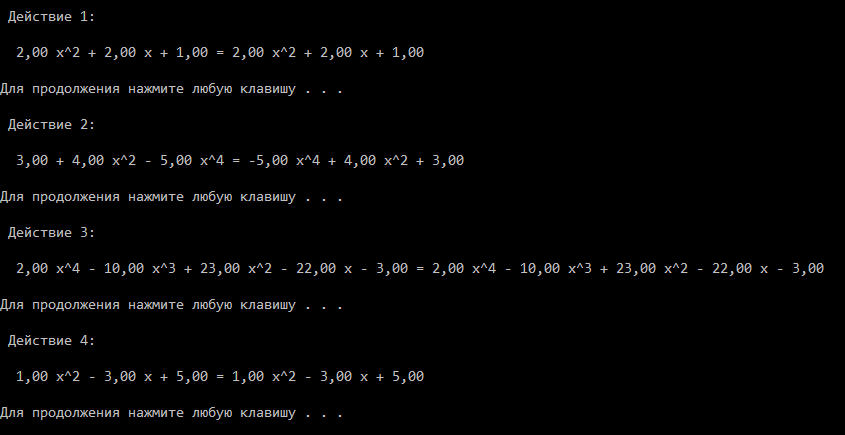 Действие 1:
2,00 x^2 + 2,00 x + 1,00 = 2,00 x^2 + 2,00 x + 1,00
Для продолжения нажмите любую клавишу . . .
Действие 2:
3,00 + 4,00 x^2 - 5,00 x^4 = -5,00 x^4 + 4,00 x^2 + 3,00
Для продолжения нажмите любую клавишу . . .
Действие 3:
2,00 x^4 - 10,00 x^3 + 23,00 x^2 - 22,00 x - 3,00 = 2,00 x^4 - 10,00 x^3 + 23,00 x^2 - 22,00 x - 3,00
Для продолжения нажмите любую клавишу . . .
Действие 4:
1,00 x^2 - 3,00 x + 5,00 = 1,00 x^2 - 3,00 x + 5,00
Для продолжения нажмите любую клавишу . . .